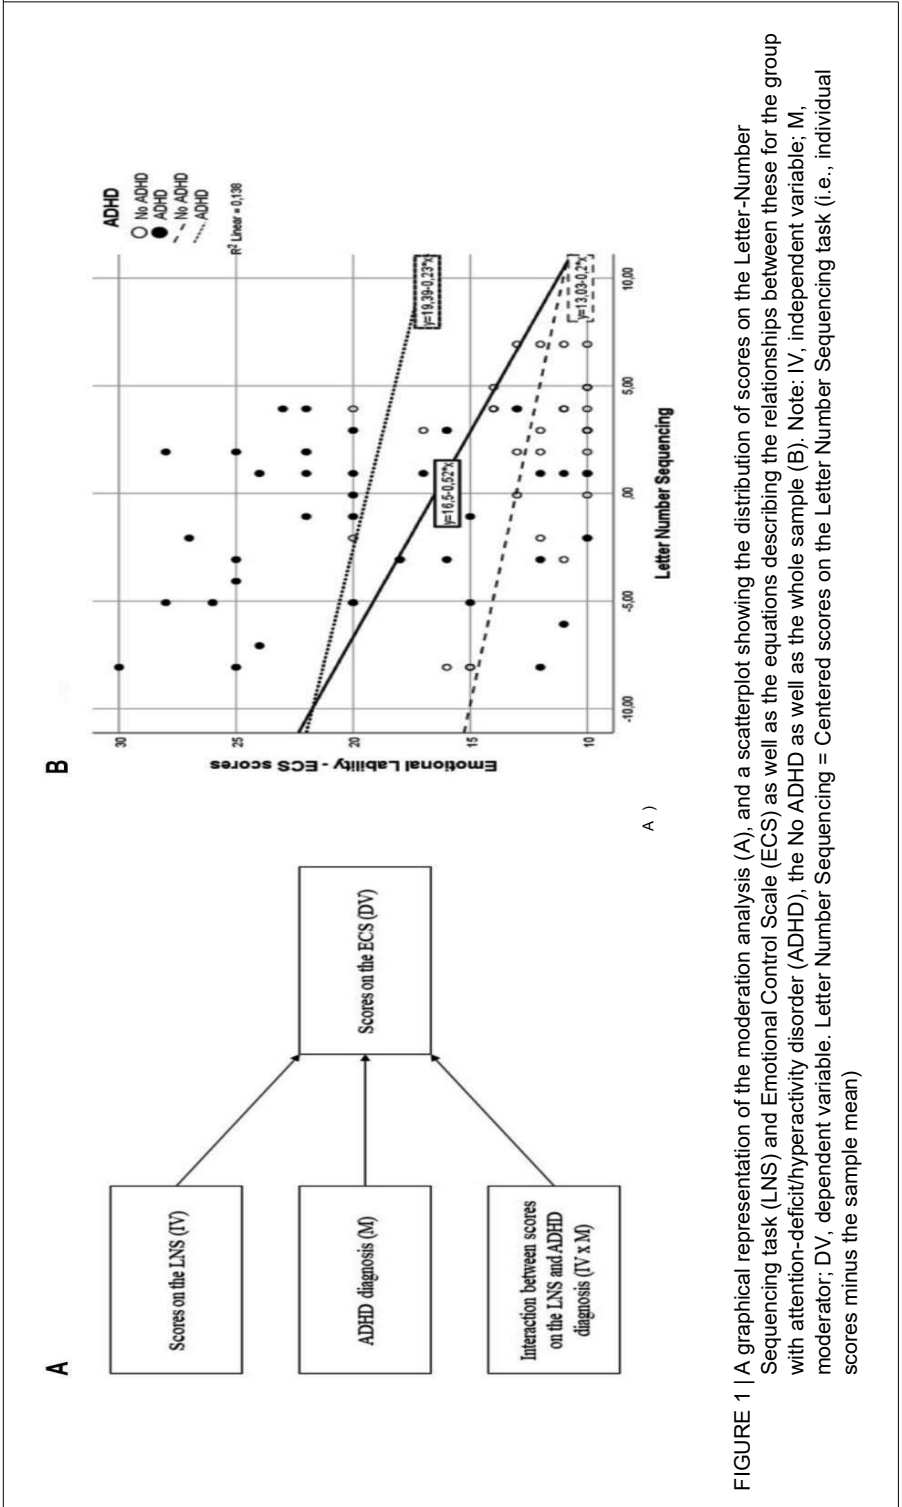 A
Scores on the LNS (IV)
ADHD diagnosis (M)
Interaction between scores
on the LNS and ADHD
diagnosis (IV x M)
Scores on the ECS (DV)
A )
B
Emotional Lability - ECS scores
30
25
20
15
10
-10,00
-5,00
,00
5,00
10,00
Letter Number Sequencing
y=19,39-0,23*x
y=16,5-0,52*x
y=13,03-0,2*x
ADHD
No ADHD
ADHD
No ADHD
ADHD
R² Linear = 0,138
FIGURE 1 | A graphical representation of the moderation analysis (A), and a scatterplot showing the distribution of scores on the Letter-Number
Sequencing task (LNS) and Emotional Control Scale (ECS) as well as the equations describing the relationships between these for the group
with attention-deficit/hyperactivity disorder (ADHD), the No ADHD as well as the whole sample (B). Note: IV, independent variable; M,
moderator; DV, dependent variable. Letter Number Sequencing = Centered scores on the Letter Number Sequencing task (i.e., individual
scores minus the sample mean)